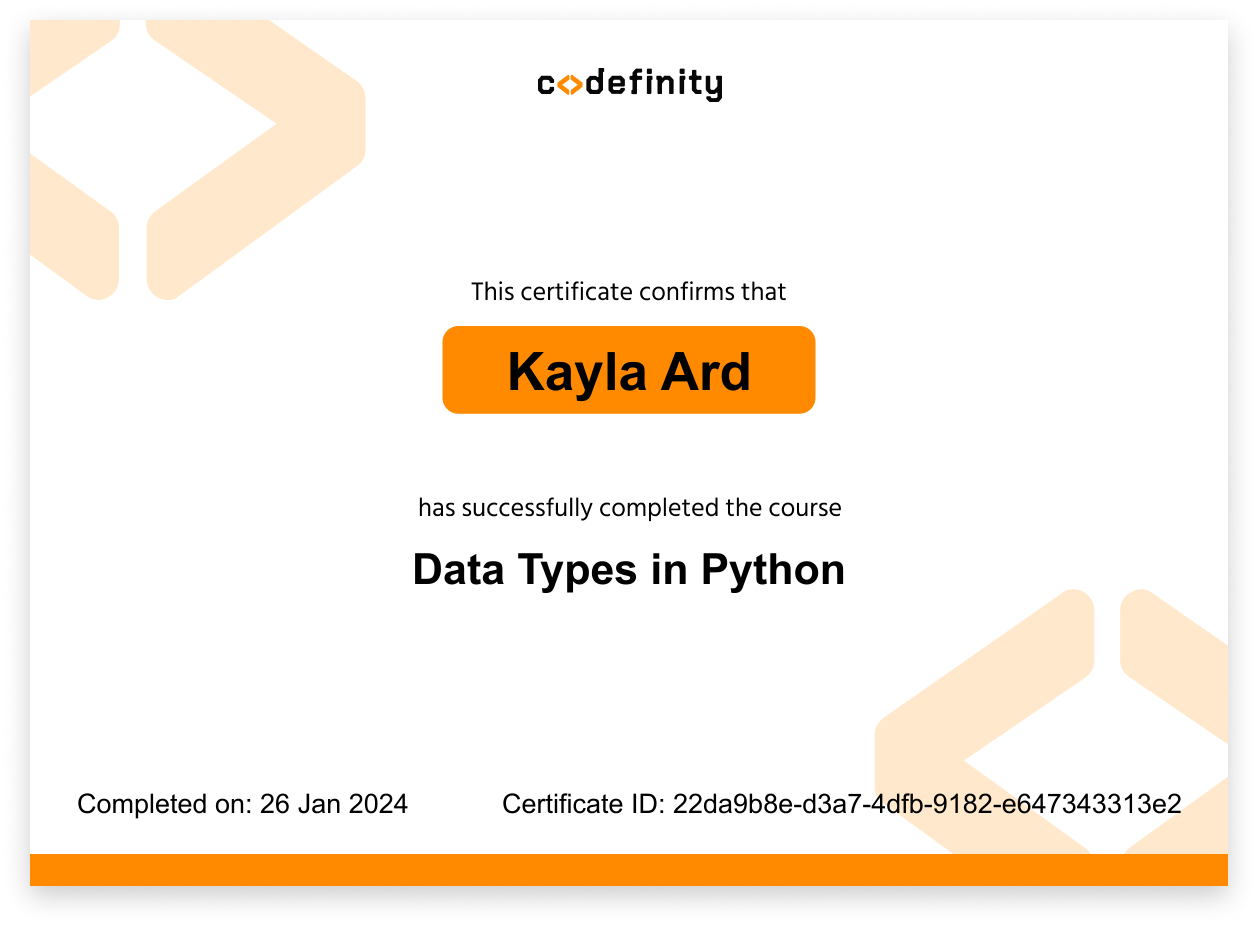 codefinity
This certificate confirms that
Kayla Ard
has successfully completed the course
Data Types in Python
Completed on: 26 Jan 2024
Certificate ID: 22da9b8e-d3a7-4dfb-9182-e647343313e2